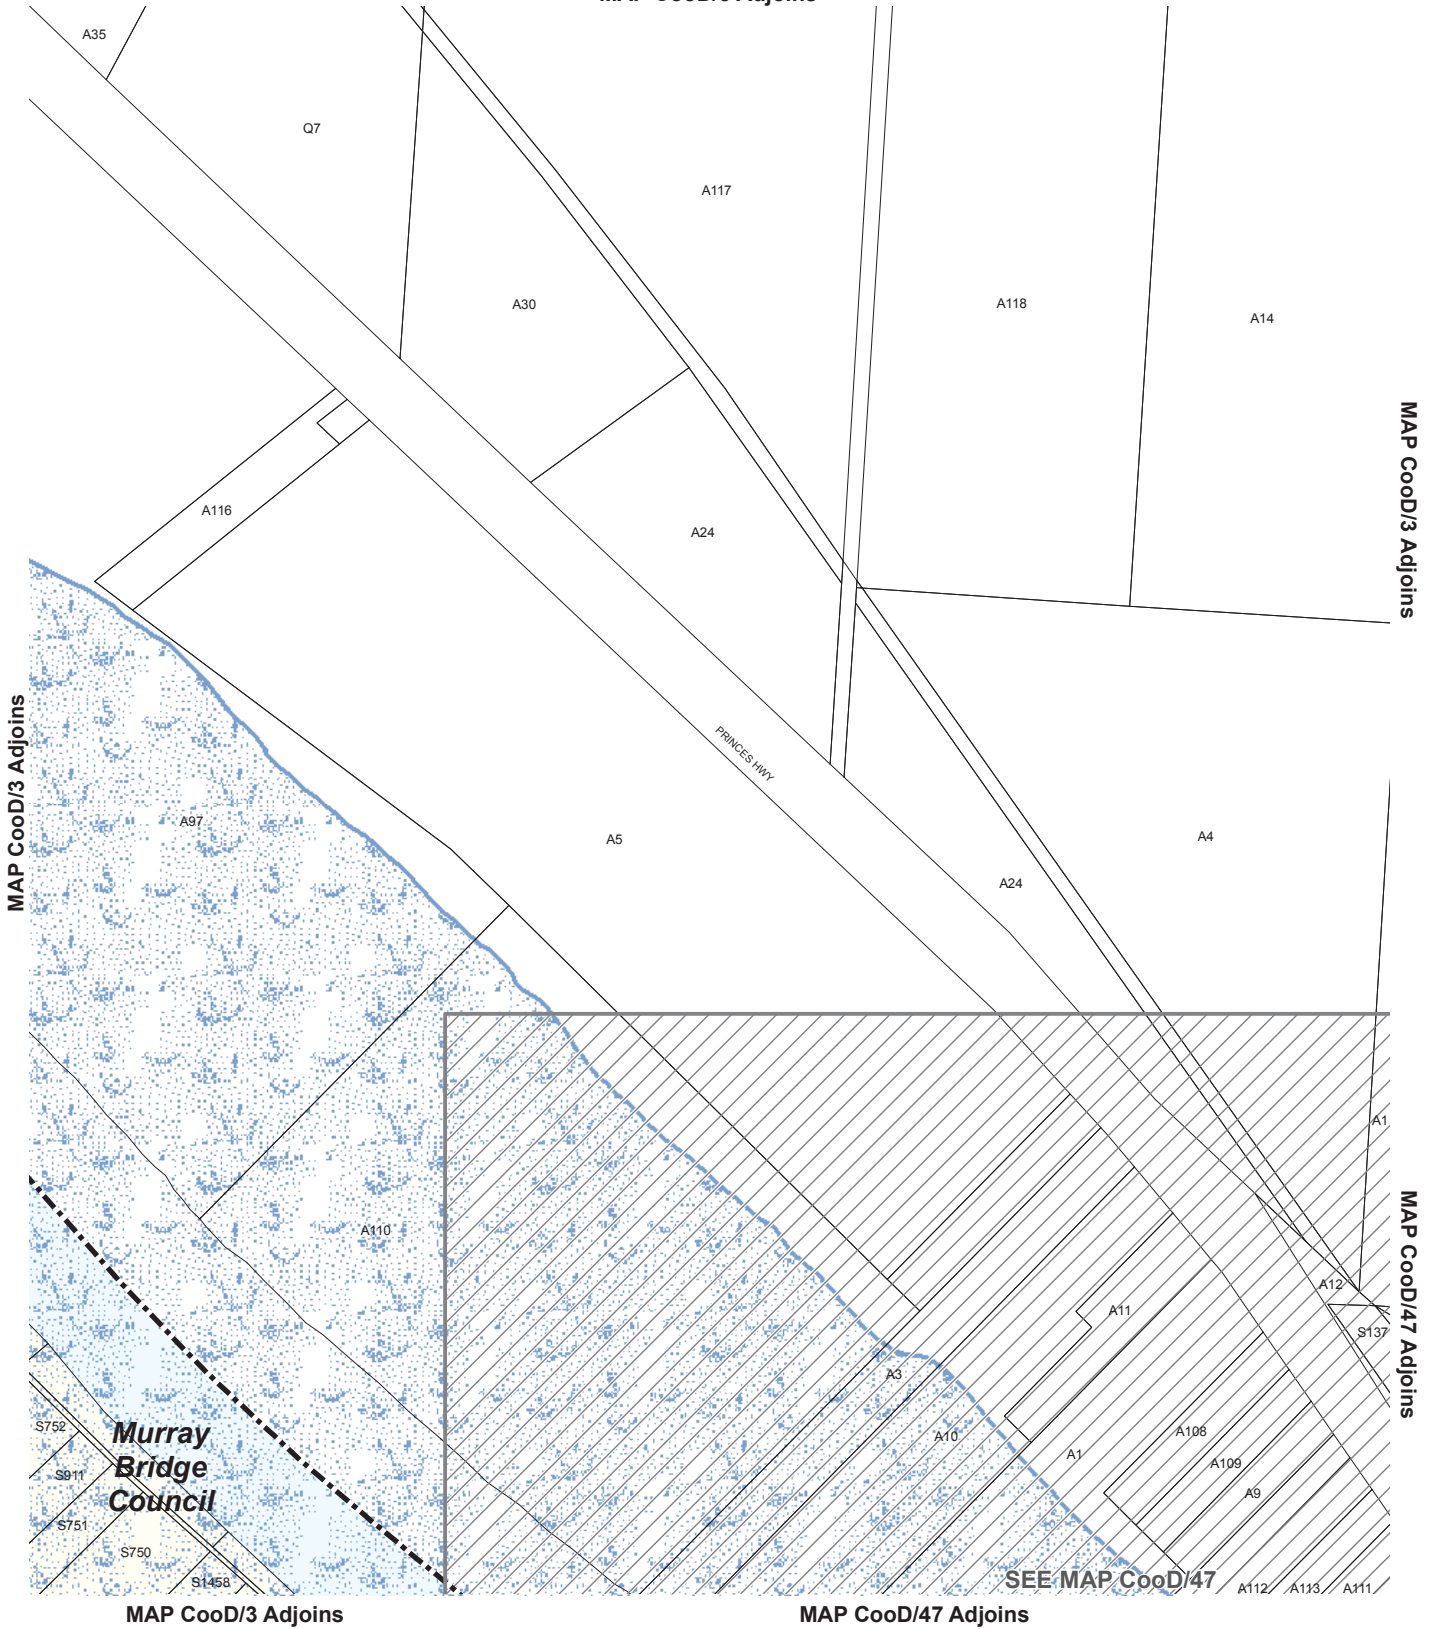 A35
Q7
A117
A30
A118
A14
MAP CooD/3 Adjoins
A116
A24
MAP CooD/3 Adjoins
PRINCES HWY
A97
A5
A4
A24
A1
A110
MAP CooD/47 Adjoins
A12
A11
S137
A3
S752
Murray
Bridge
Council
A10
A108
A1
A109
S911
A9
S751
S750
S1458
SEE MAP CooD/47
A112
A113
A111
MAP CooD/3 Adjoins
MAP CooD/47 Adjoins